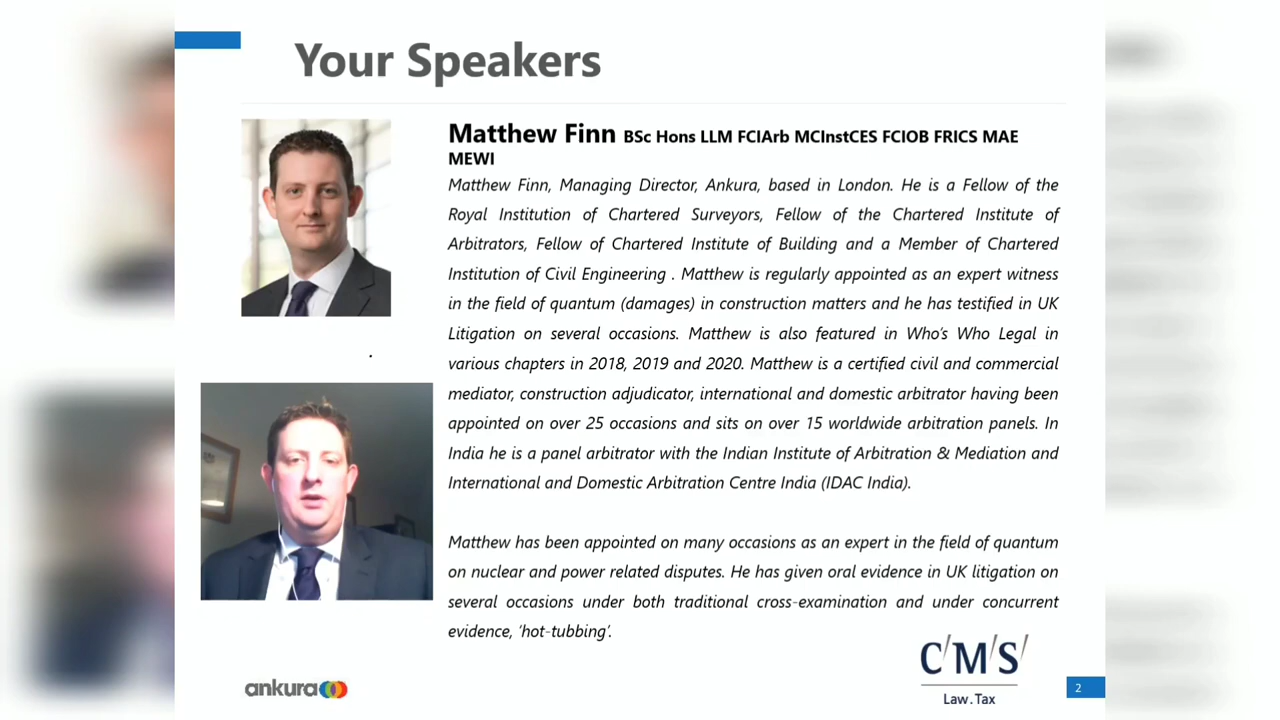 Your Speakers
Matthew Finn BSc Hons LLM FCIArb MCInstCES FCIOB FRICS MAE
MEWI
Matthew Finn, Managing Director, Ankura, based in London. He is a Fellow of the
Royal Institution of Chartered Surveyors, Fellow of the Chartered Institute of
Arbitrators, Fellow of Chartered Institute of Building and a Member of Chartered
Institution of Civil Engineering . Matthew is regularly appointed as an expert witness
in the field of quantum (damages) in construction matters and he has testified in UK
Litigation on several occasions. Matthew is also featured in Who's Who Legal in
various chapters in 2018, 2019 and 2020. Matthew is a certified civil and commercial
mediator, construction adjudicator, international and domestic arbitrator having been
appointed on over 25 occasions and sits on over 15 worldwide arbitration panels. In
India he is a panel arbitrator with the Indian Institute of Arbitration & Mediation and
International and Domestic Arbitration Centre India (IDAC India).
Matthew has been appointed on many occasions as an expert in the field of quantum
on nuclear and power related disputes. He has given oral evidence in UK litigation on
several occasions under both traditional cross-examination and under concurrent
evidence, 'hot-tubbing'.
ankura
C'M'S'
Law.Tax
2